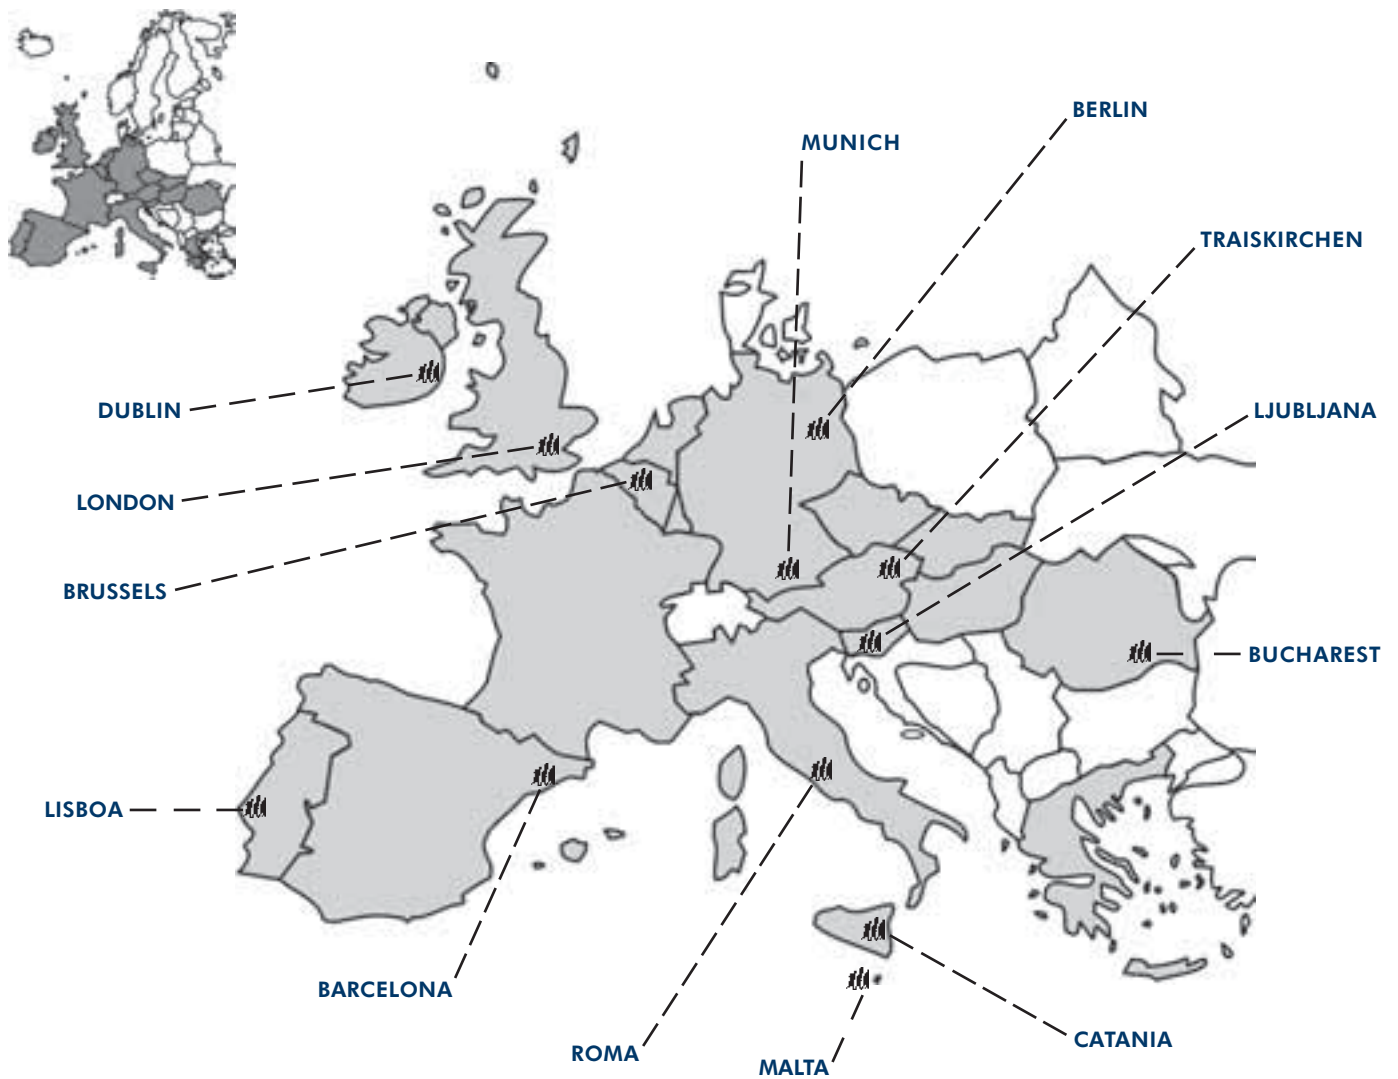 BERLIN
MUNICH
TRAISKIRCHEN
DUBLIN
LJUBLJANA
LONDON
BRUSSELS
BUCHAREST
LISBOA
BARCELONA
ROMA
MALTA
CATANIA